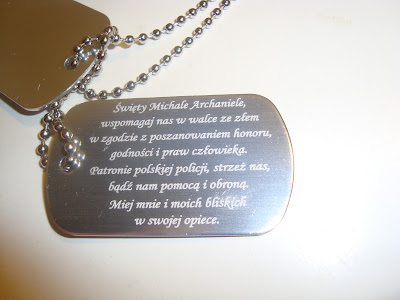 Święty Michale Archaniele,
wspomagaj nas w walce ze złem
w zgodzie z poszanowaniem honoru,
godności i praw człowieka.
Patronie polskiej policji, strzeż nas,
bądź nam pomocą i obroną.
Miej mnie i moich bliskich
w swojej opiece.